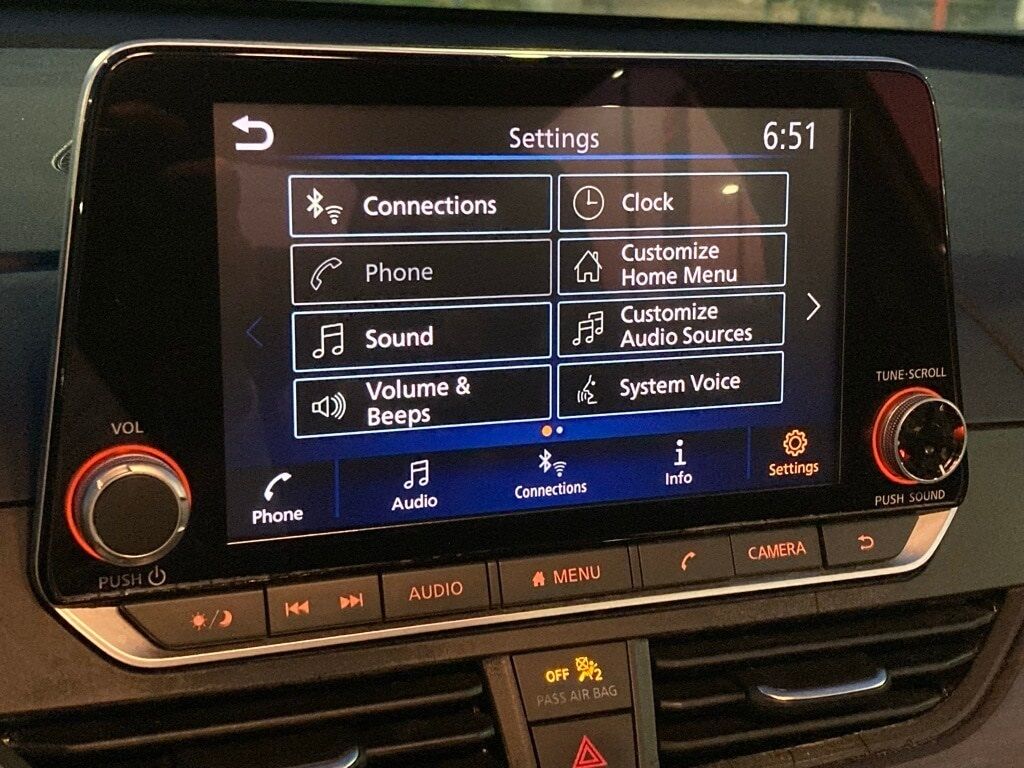 Settings
6:51
Connections
Clock
Phone
Customize
Home Menu
Sound
Customize
Audio Sources
Volume &
Beeps
System Voice
Phone
Audio
Connections
Info
Settings
VOL
PUSH
TUNE·SCROLL
PUSH SOUND
AUDIO
MENU
CAMERA
OFF 2
PASS AIR BAG